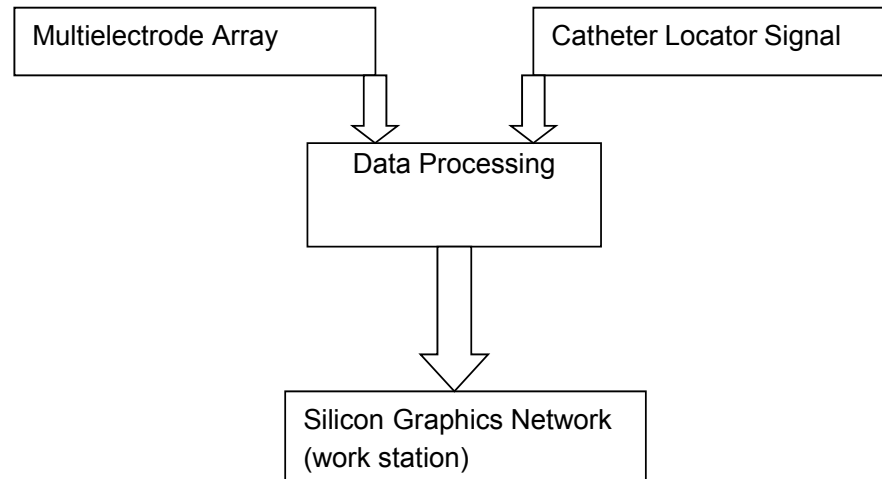 Multielectrode Array
Catheter Locator Signal
Data Processing
Silicon Graphics Network
(work station)